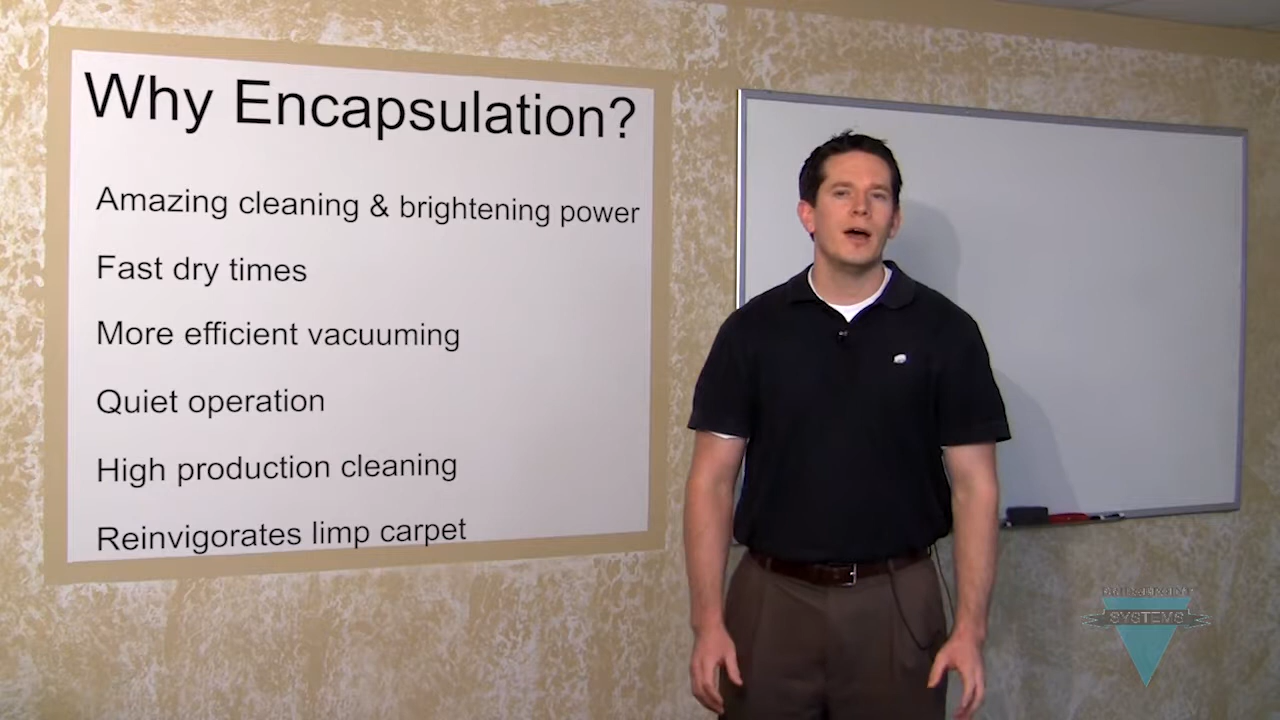 Why Encapsulation?
Amazing cleaning & brightening power
Fast dry times
More efficient vacuuming
Quiet operation
High production cleaning
Reinvigorates limp carpet
SYSTEMS